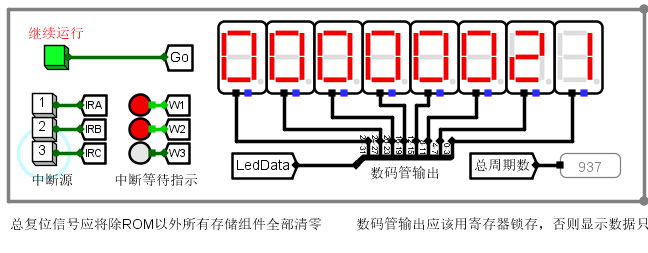 继续运行
Go
00000021
1 IRA W1
2 IRB W2
3 IRC W3
中断源 中断等待指示
LedData 数码管输出 总周期数 937
总复位信号应将除ROM以外所有存储组件全部清零 数码管输出应该用寄存器锁存，否则显示数据只